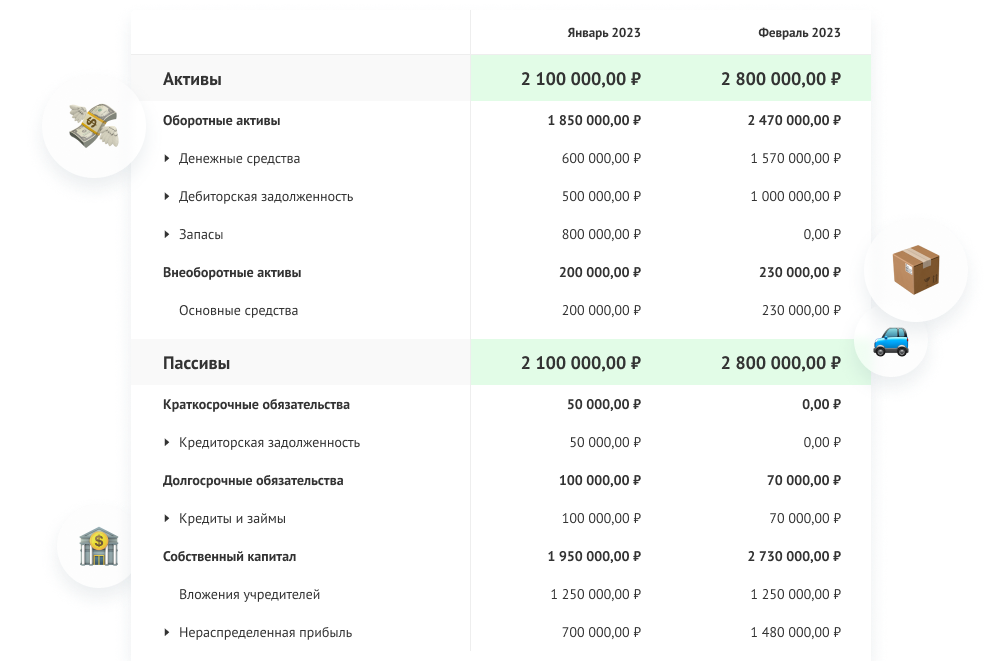 Январь 2023 Февраль 2023
Активы 2 100 000,00 ₽ 2 800 000,00 ₽
Оборотные активы 1 850 000,00 ₽ 2 470 000,00 ₽
Денежные средства 600 000,00 ₽ 1 570 000,00 ₽
Дебиторская задолженность 500 000,00 ₽ 1 000 000,00 ₽
Запасы 800 000,00 ₽ 0,00 ₽
Внеоборотные активы 200 000,00 ₽ 230 000,00 ₽
Основные средства 200 000,00 ₽ 230 000,00 ₽
Пассивы 2 100 000,00 ₽ 2 800 000,00 ₽
Краткосрочные обязательства 50 000,00 ₽ 0,00 ₽
Кредиторская задолженность 50 000,00 ₽ 0,00 ₽
Долгосрочные обязательства 100 000,00 ₽ 70 000,00 ₽
Кредиты и займы 100 000,00 ₽ 70 000,00 ₽
Собственный капитал 1 950 000,00 ₽ 2 730 000,00 ₽
Вложения учредителей 1 250 000,00 ₽ 1 250 000,00 ₽
Нераспределенная прибыль 700 000,00 ₽ 1 480 000,00 ₽